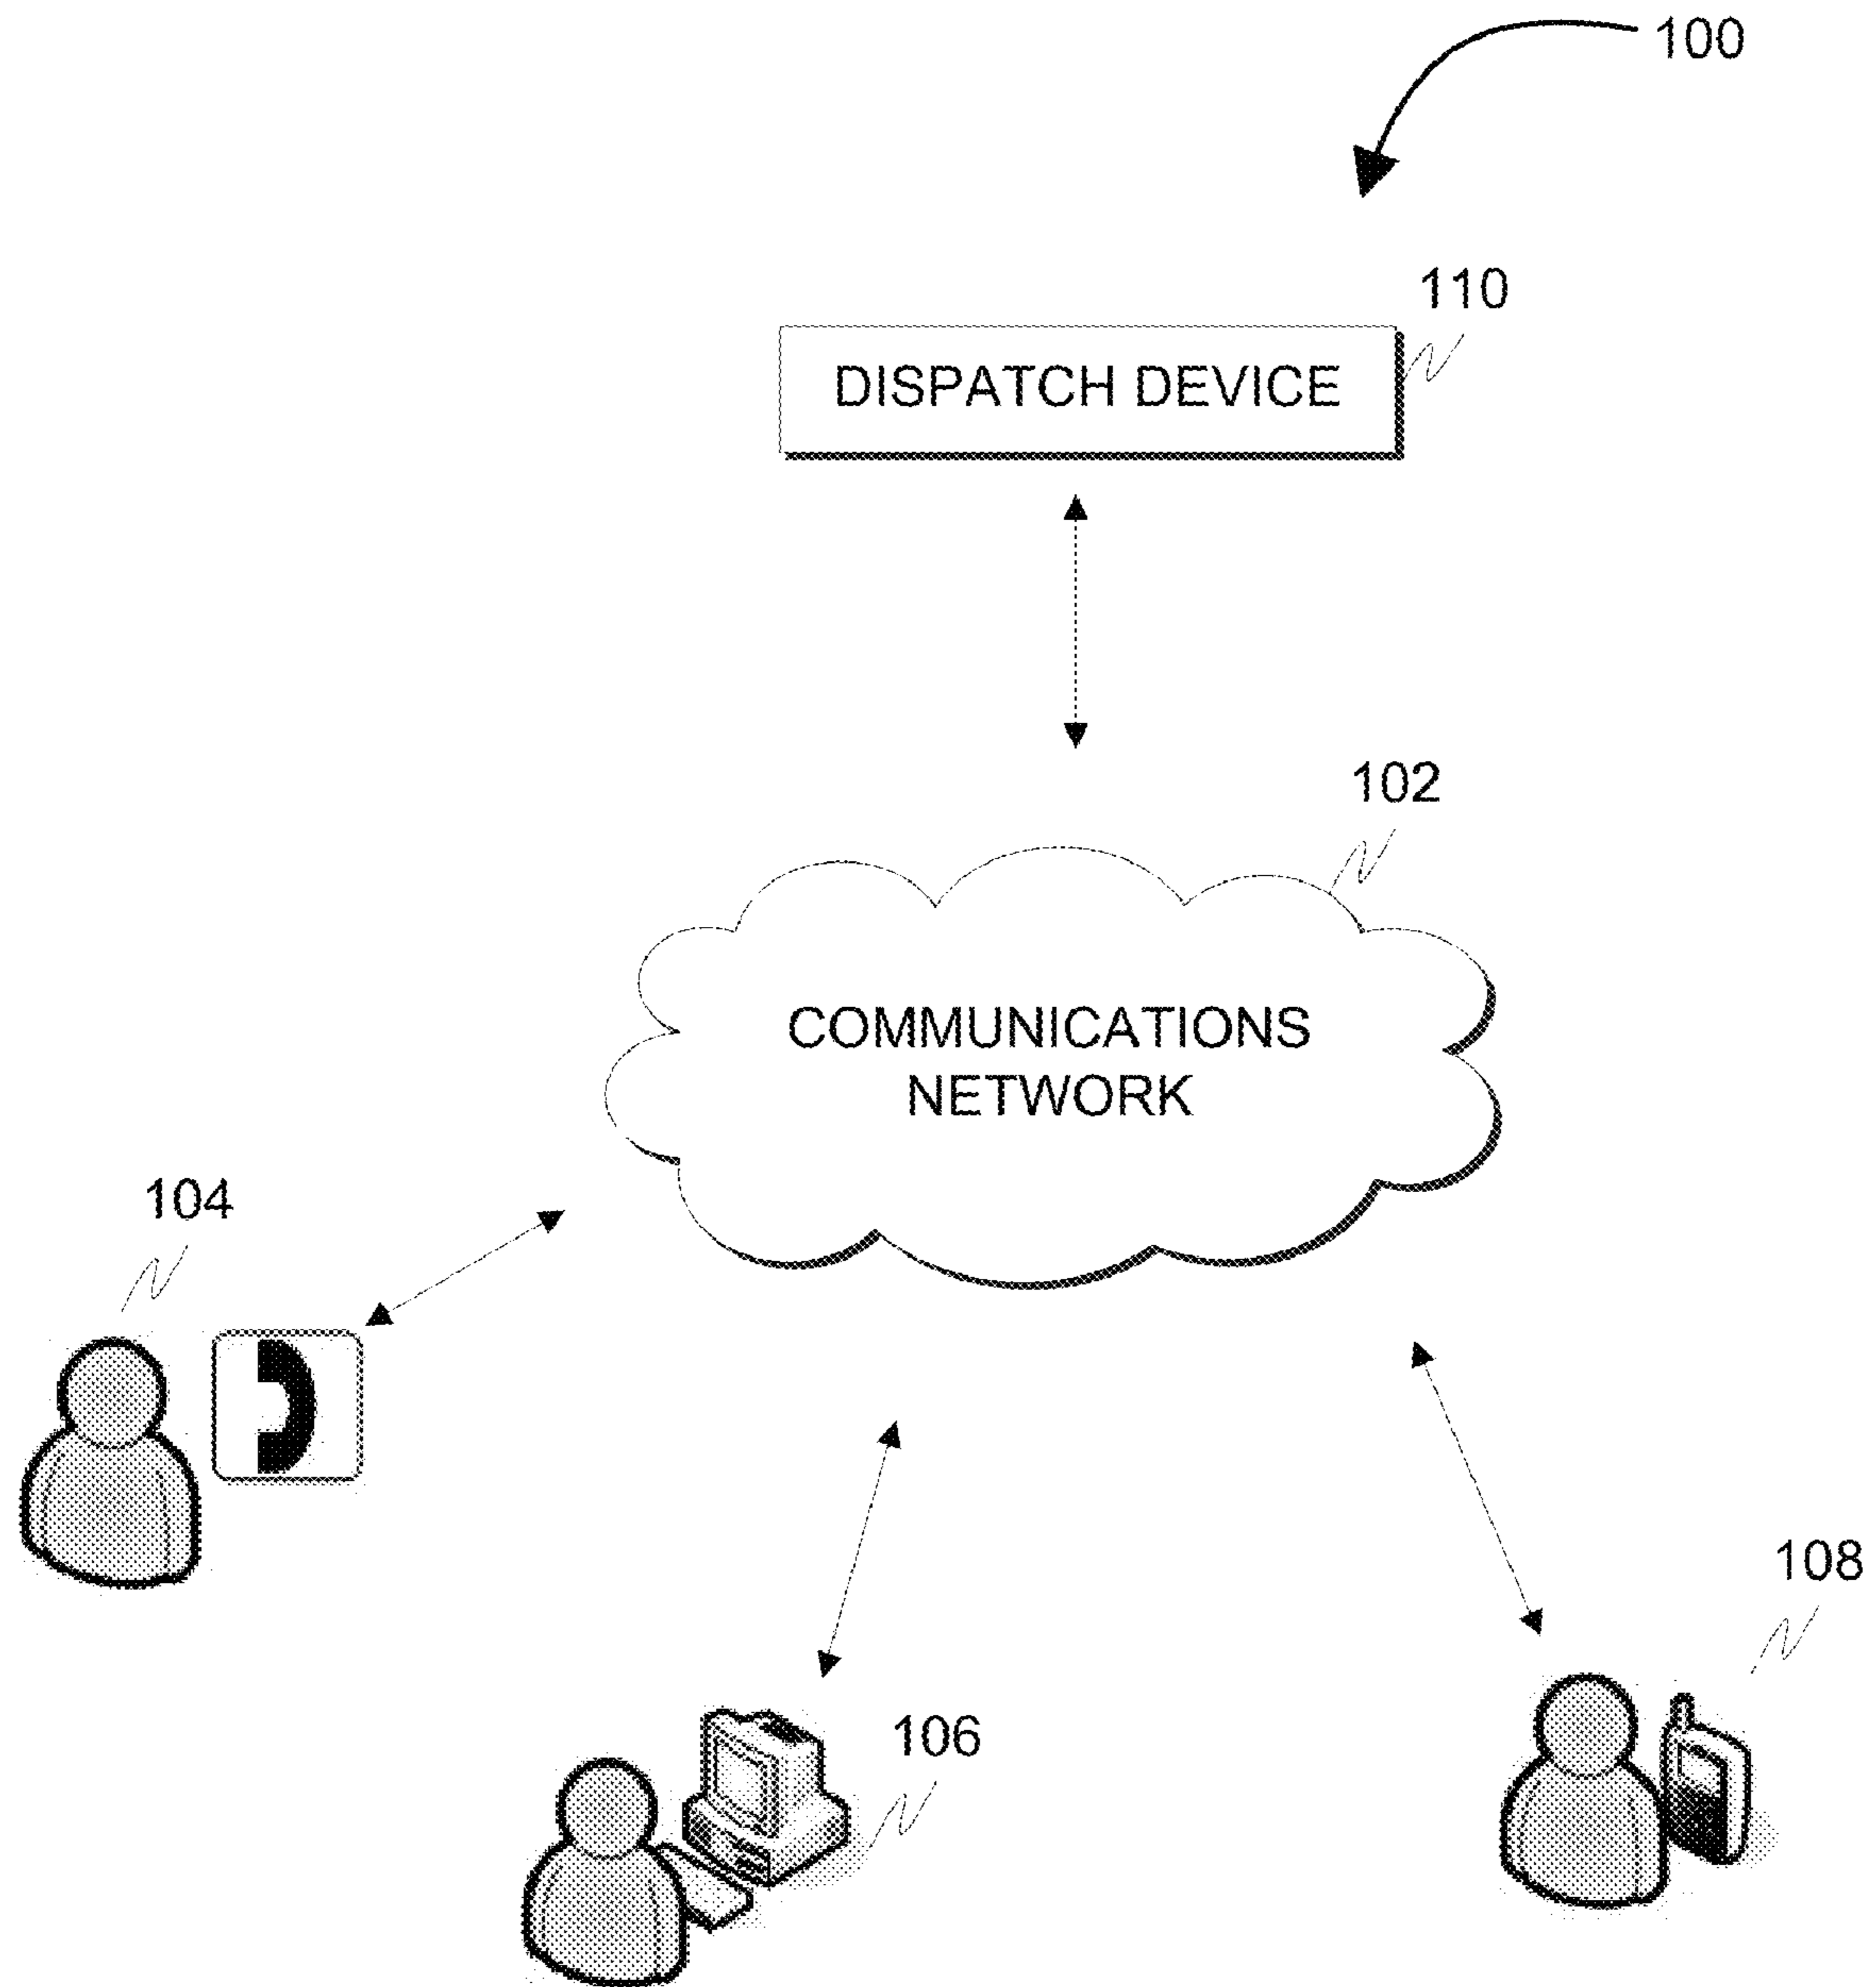 100
110
DISPATCH DEVICE
102
COMMUNICATIONS
NETWORK
104
108
106